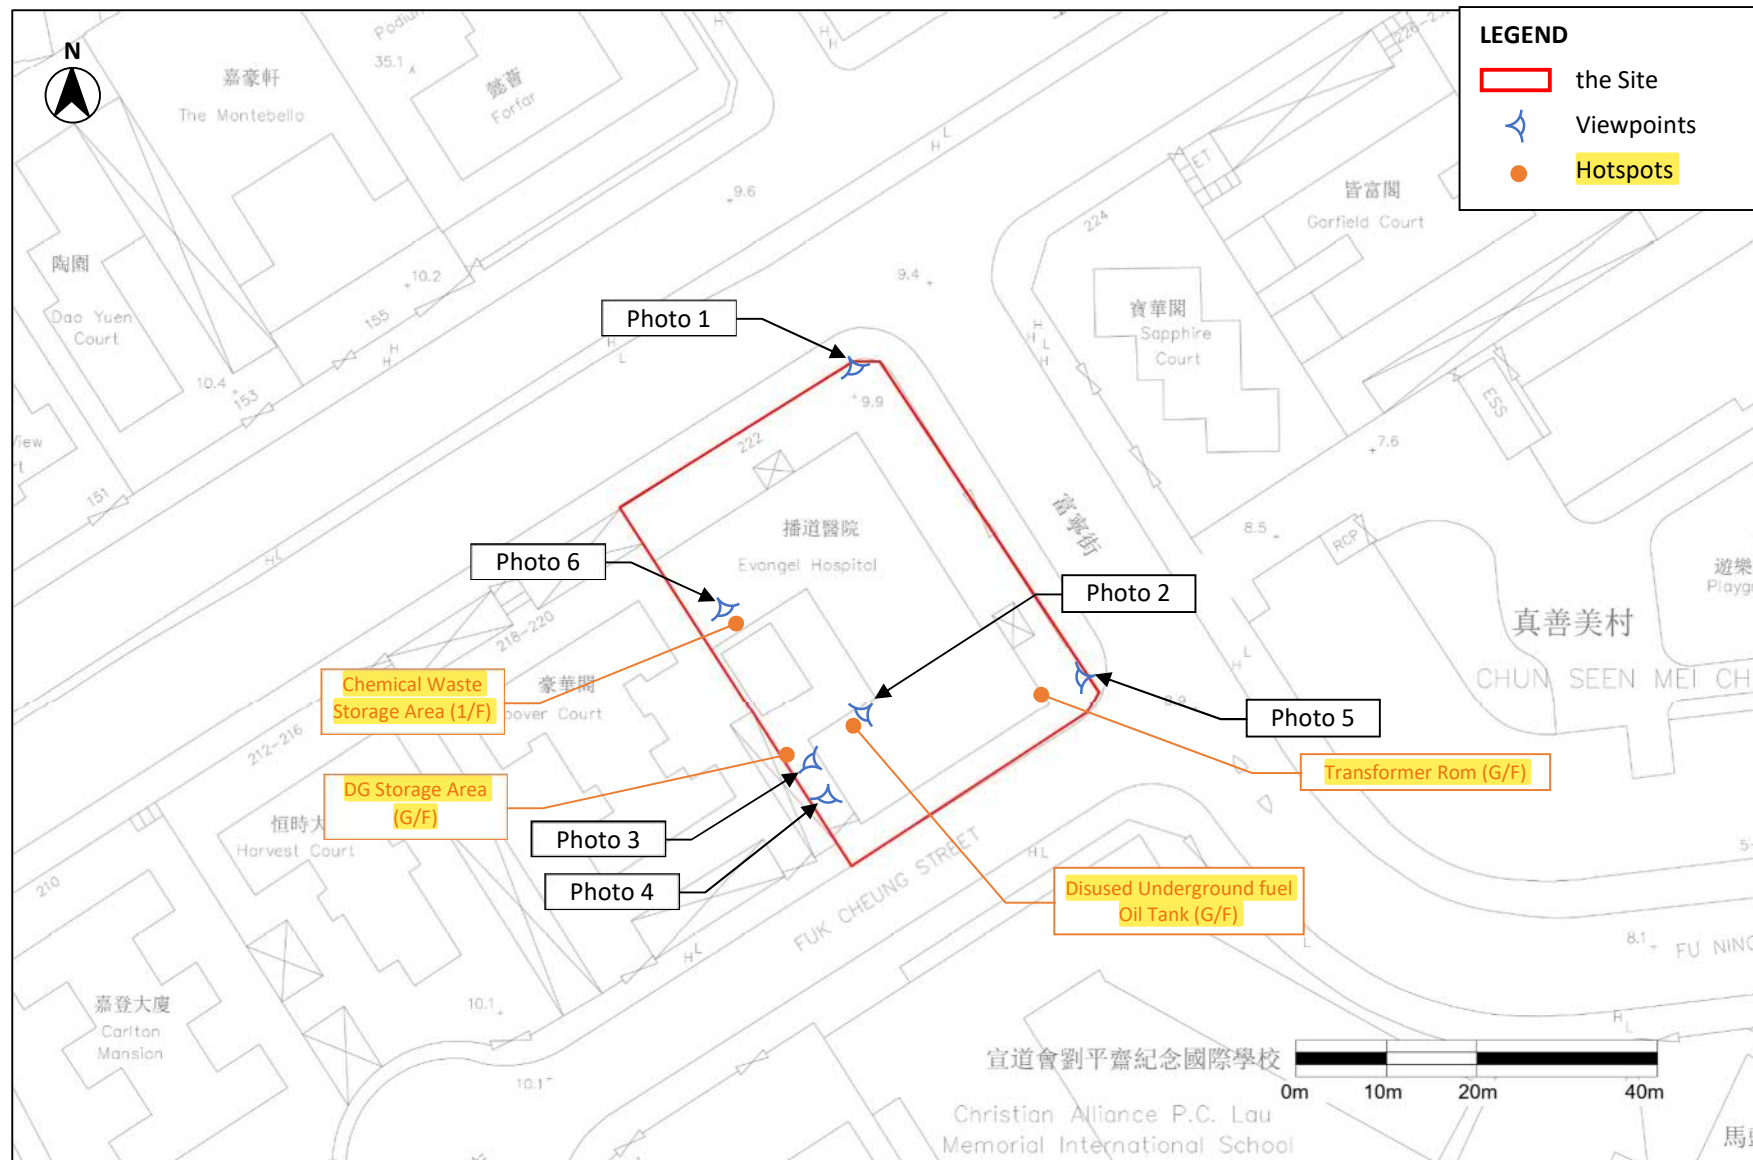 LEGEND
the Site
Viewpoints
Hotspots
N
嘉豪軒
The Montebello
Podium
35.1
懿薈
Forfar
9.6
陶園
Dao Yuen
Court
155
10.2
10.4
153
151
9.4
224
皆富閣
Garfield Court
寶華閣
Sapphire
Court
ESS
7.6
Photo 1
9.9
222
播道醫院
Evangel Hospital
富寧街
8.5
RCP
Photo 6
Photo 2
真善美村
CHUN SEEN MEI CH
遊樂
218-220
Chemical Waste
Storage Area (1/F)
豪華閣
Photo 5
212-216
Transformer Rom (G/F)
DG Storage Area
(G/F)
Harvest Court
Photo 3
Photo 4
210
FUK CHEUNG STREET
Disused Underground fuel
Oil Tank (G/F)
8.1
FU NING
嘉登大廈
Carlton
Mansion
10.1
10.1
宣道會劉平齋紀念國際學校
Christian Alliance P.C. Lau
Memorial International School
0m
10m
20m
40m